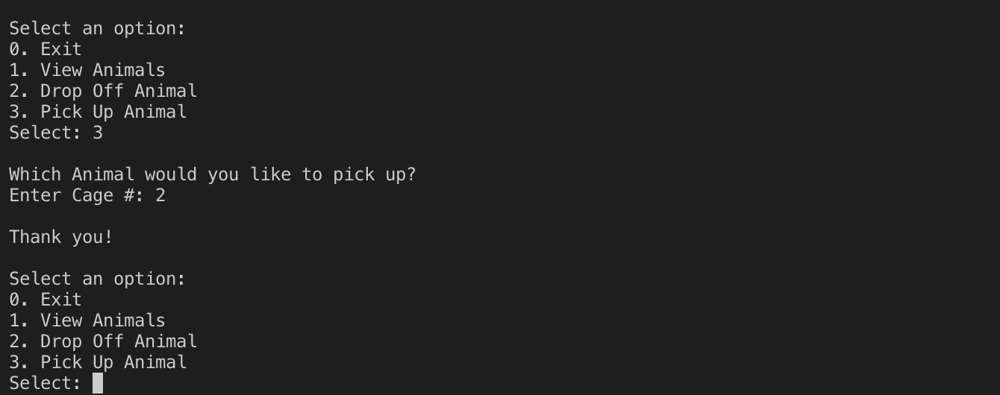 Select an option:
0. Exit
1. View Animals
2. Drop Off Animal
3. Pick Up Animal
Select: 3
Which Animal would you like to pick up?
Enter Cage #: 2
Thank you!
Select an option:
0. Exit
1. View Animals
2. Drop Off Animal
3. Pick Up Animal
Select: